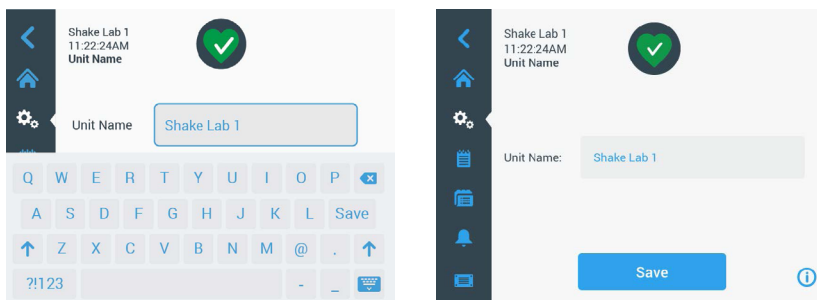 Shake Lab 1
11:22:24AM
Unit Name
Unit Name Shake Lab 1
Q W E R T Y U I O P
A S D F G H J K L Save
Z X C V B N M @ .
?!123 - _
Shake Lab 1
11:22:24AM
Unit Name
Unit Name: Shake Lab 1
Save